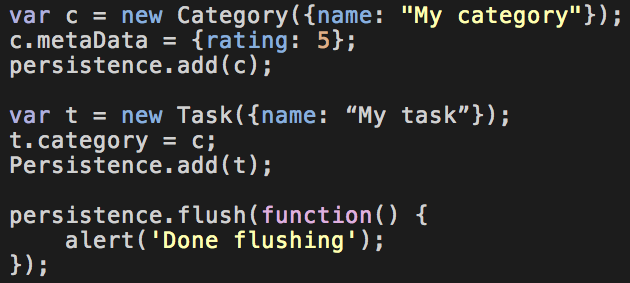 var c = new Category({name: "My category"});
c.metaData = {rating: 5};
persistence.add(c);
var t = new Task({name: “My task”});
t.category = c;
Persistence.add(t);
persistence.flush(function() {
    alert('Done flushing');
});